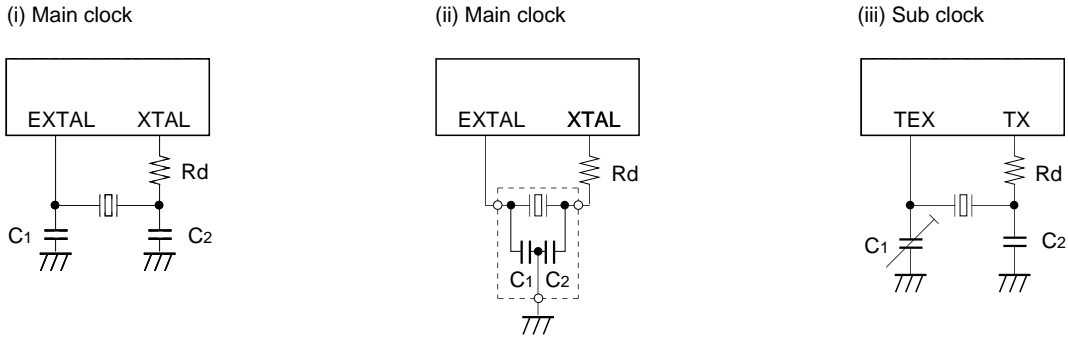 (i) Main clock
EXTAL XTAL
Rd
C1 C2
(ii) Main clock
EXTAL XTAL
Rd
C1 C2
(iii) Sub clock
TEX TX
Rd
C1 C2